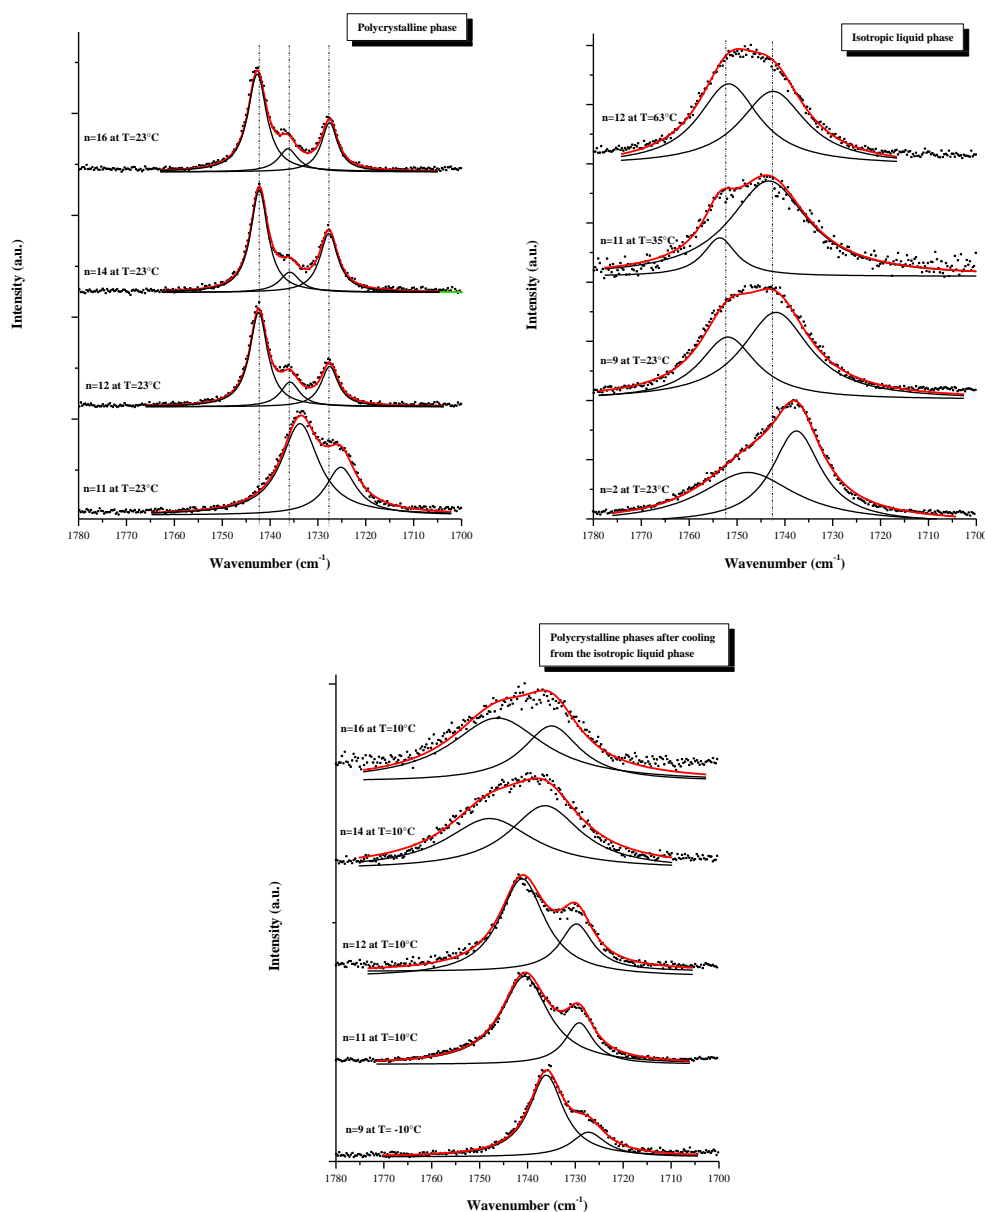 Polycrystalline phase
n=16 at T=23°C
n=14 at T=23°C
n=12 at T=23°C
n=11 at T=23°C
Intensity (a.u.)
1780 1770 1760 1750 1740 1730 1720 1710 1700
Wavenumber (cm-1)
Isotropic liquid phase
n=12 at T=63°C
n=11 at T=35°C
n=9 at T=23°C
n=2 at T=23°C
Intensity (a.u.)
1780 1770 1760 1750 1740 1730 1720 1710 1700
Wavenumber (cm-1)
Polycrystalline phases after cooling
from the isotropic liquid phase
n=16 at T=10°C
n=14 at T=10°C
n=12 at T=10°C
n=11 at T=10°C
n=9 at T= -10°C
Intensity (a.u.)
1780 1770 1760 1750 1740 1730 1720 1710 1700
Wavenumber (cm-1)